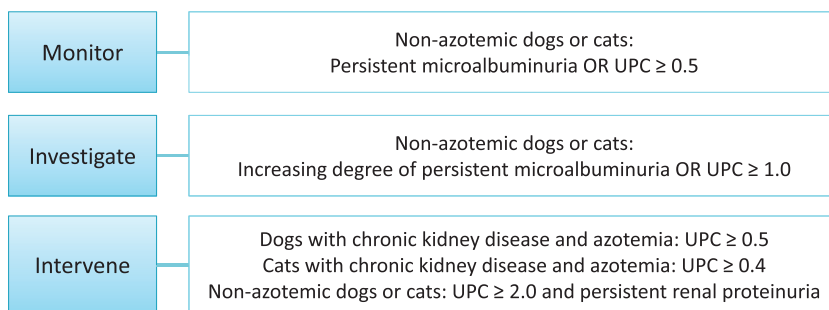 Monitor
Non-azotemic dogs or cats:
Persistent microalbuminuria OR UPC ≥ 0.5
Investigate
Non-azotemic dogs or cats:
Increasing degree of persistent microalbuminuria OR UPC ≥ 1.0
Intervene
Dogs with chronic kidney disease and azotemia: UPC ≥ 0.5
Cats with chronic kidney disease and azotemia: UPC ≥ 0.4
Non-azotemic dogs or cats: UPC ≥ 2.0 and persistent renal proteinuria